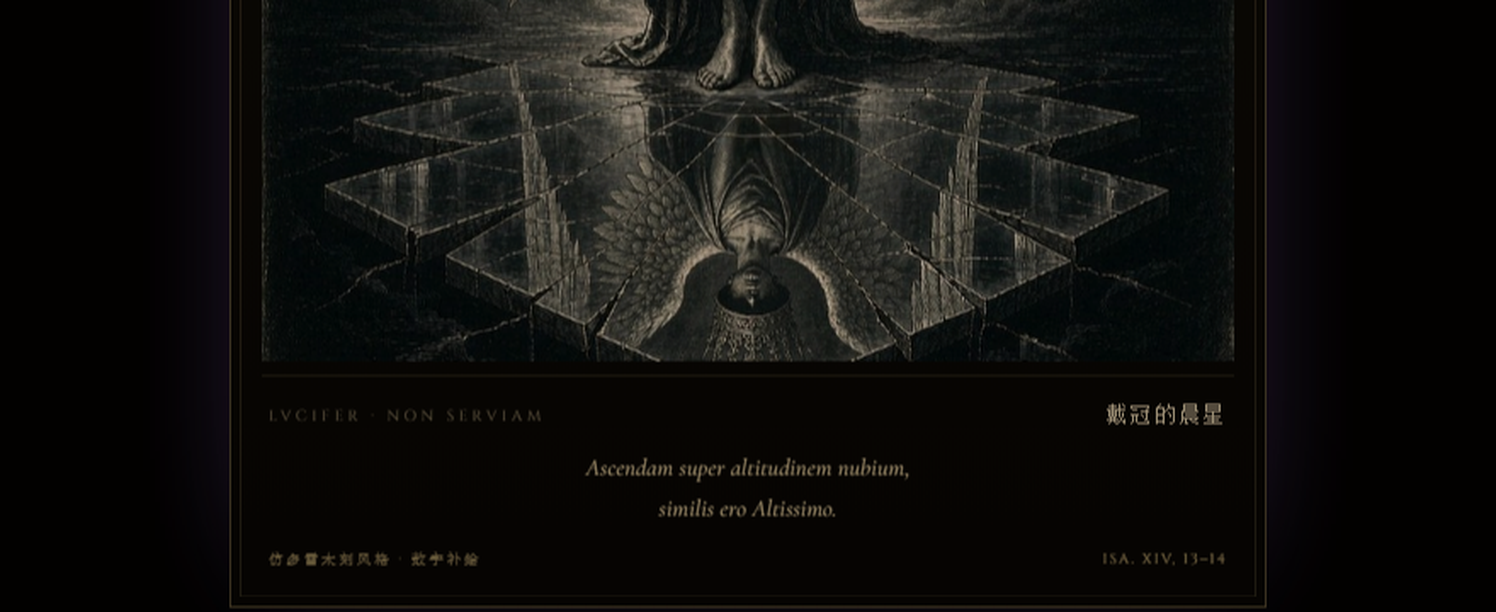 LVCIFER · NON SERVIAM
戴冠的晨星
Ascendam super altitudinem nubium,
similis ero Altissimo.
仿多雷木刻风格 · 数字补绘
ISA. XIV, 13–14